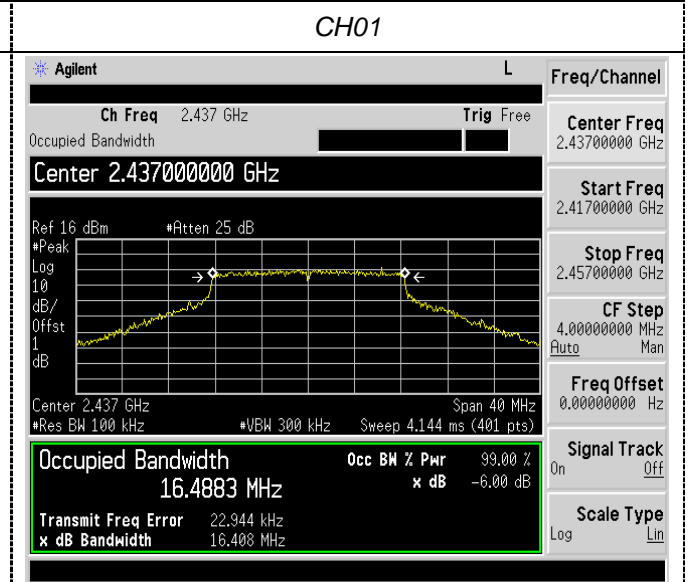 CH01
Agilent L
Freq/Channel
Ch Freq 2.437 GHz Trig Free
Occupied Bandwidth
Center 2.437000000 GHz
Ref 16 dBm #Atten 25 dB
#Peak
Log
10
dB/
Offst
1
dB
Center 2.437 GHz Span 40 MHz
#Res BW 100 kHz #VBW 300 kHz Sweep 4.144 ms (401 pts)
Occupied Bandwidth Occ BW % Pwr 99.00 %
16.4883 MHz x dB -6.00 dB
Transmit Freq Error 22.944 kHz
x dB Bandwidth 16.408 MHz
Center Freq
2.43700000 GHz
Start Freq
2.41700000 GHz
Stop Freq
2.45700000 GHz
CF Step
4.00000000 MHz
Auto Man
Freq Offset
0.00000000 Hz
Signal Track
On Off
Scale Type
Log Lin